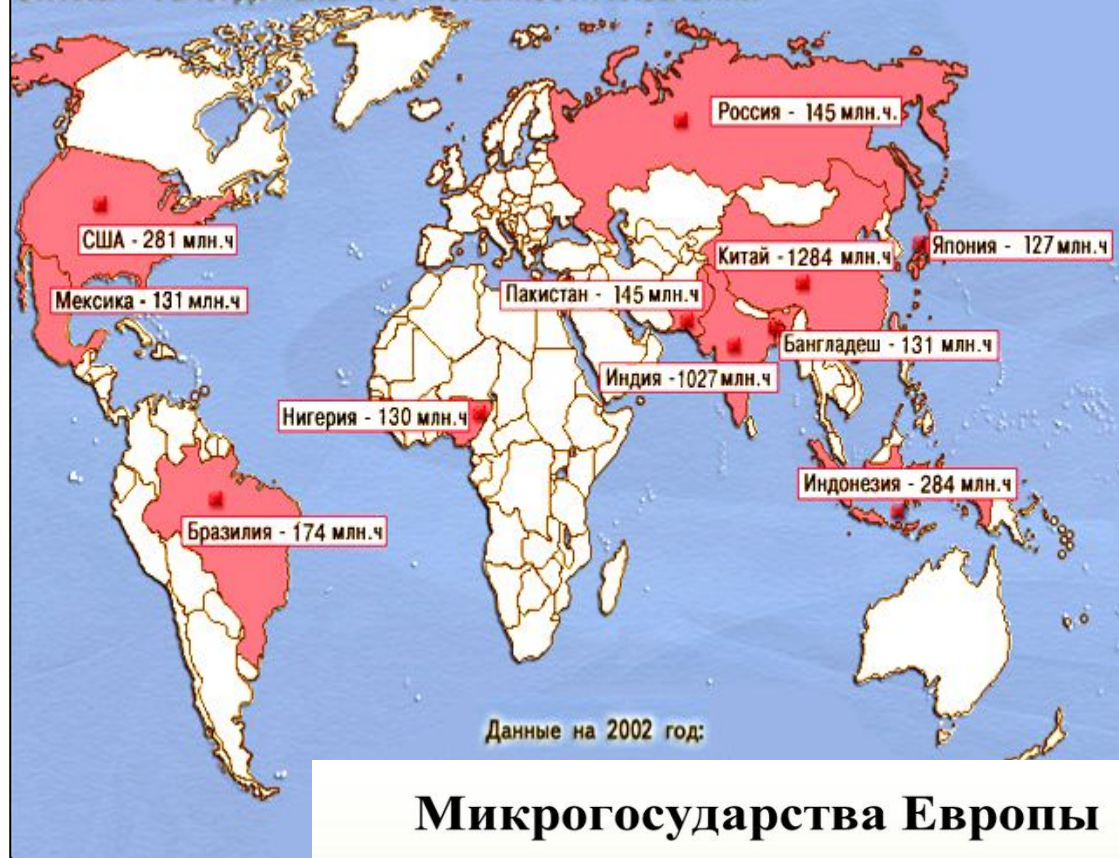 Россия - 145 млн.ч.
США - 281 млн.ч
Китай -1284 млн.ч
Япония - 127 млн.ч
Мексика - 131 млн.ч
Пакистан - 145 млн.ч
Бангладеш - 131 млн.ч
Индия -1027 млн.ч
Нигерия - 130 млн.ч
Индонезия - 284 млн.ч
Бразилия - 174 млн.ч
Данные на 2002 год:
Микрогосударства Европы